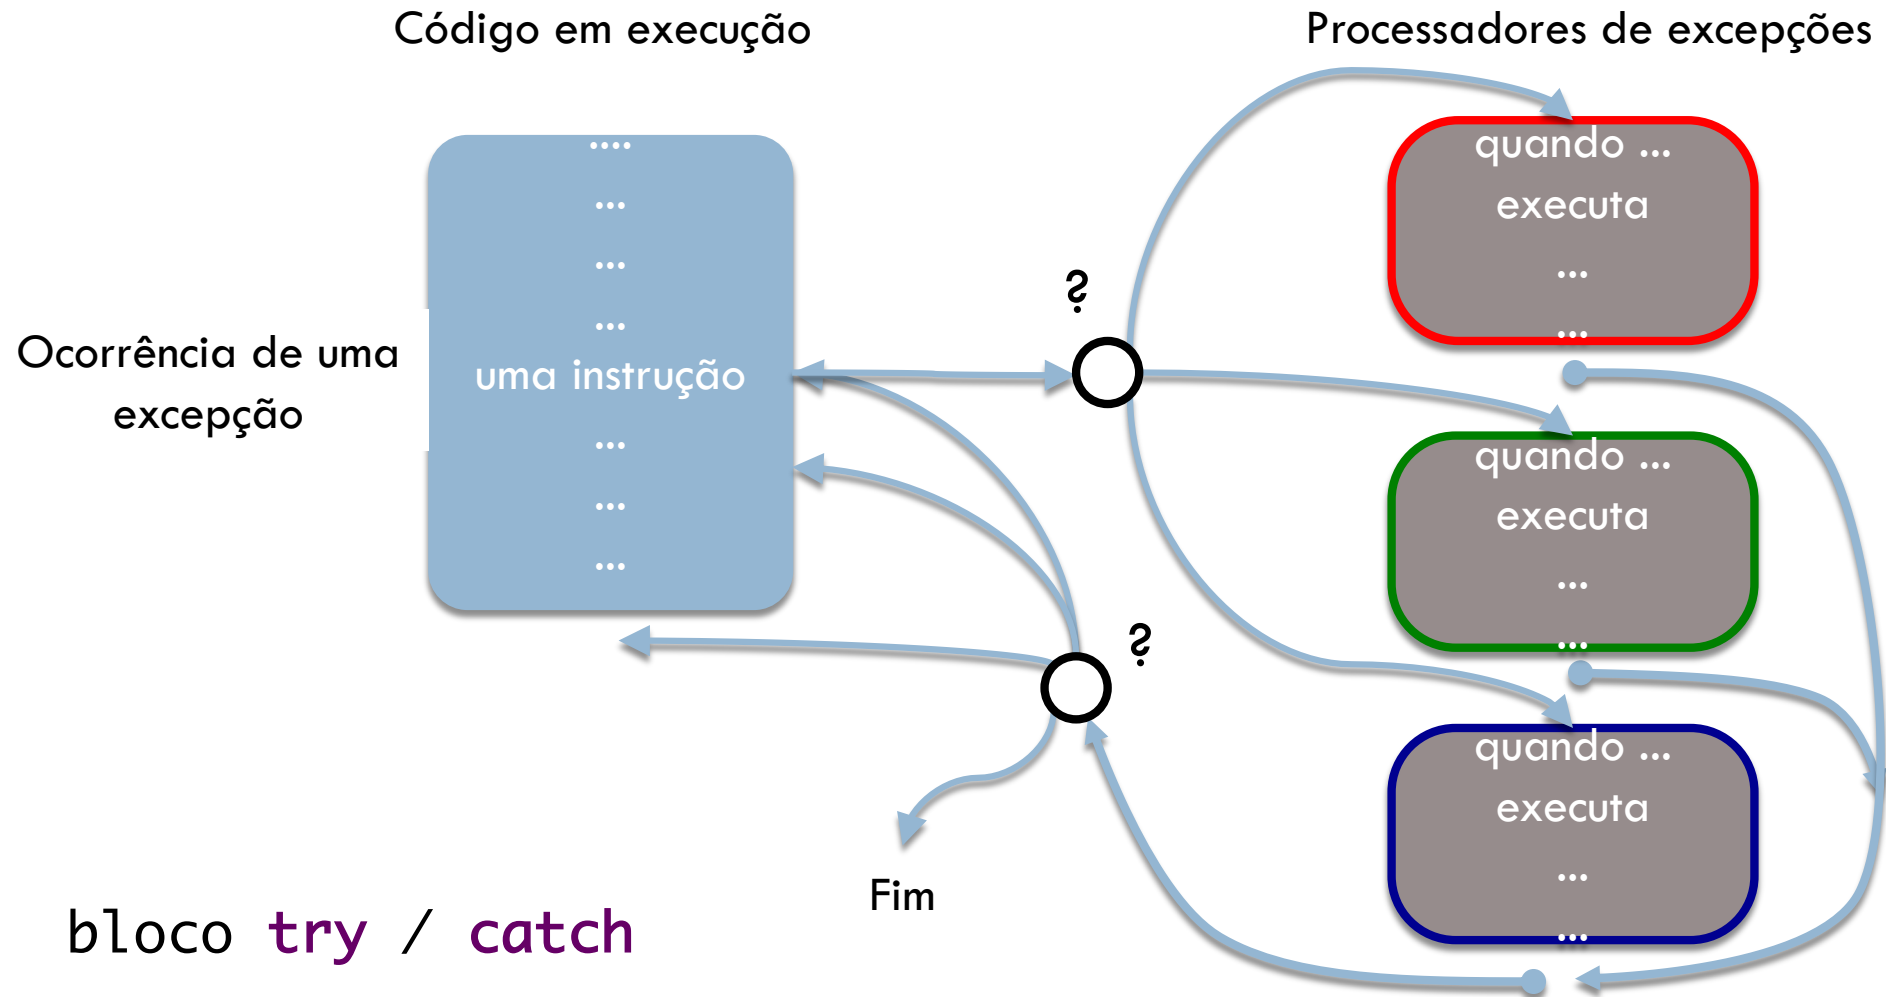 Código em execução
Processadores de excepções
....
...
...
...
uma instrução
...
...
...
Ocorrência de uma
excepção
?
?
quando ...
executa
...
...
quando ...
executa
...
...
quando ...
executa
...
...
Fim
bloco try / catch